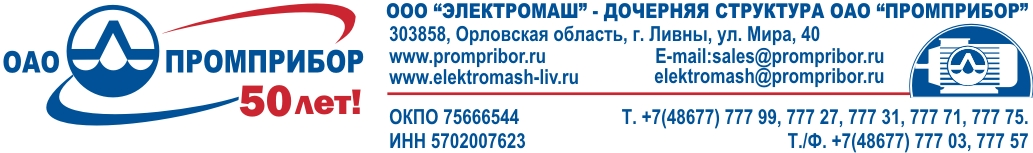 ОАО ПРОМПРИБОР
50 лет!
ООО “ЭЛЕКТРОМАШ” - ДОЧЕРНЯЯ СТРУКТУРА ОАО “ПРОМПРИБОР”
303858, Орловская область, г. Ливны, ул. Мира, 40
www.prompribor.ru E-mail:sales@prompribor.ru
www.elektromash-liv.ru elektromash@prompribor.ru
ОКПО 75666544 Т. +7(48677) 777 99, 777 27, 777 31, 777 71, 777 75.
ИНН 5702007623 Т./Ф. +7(48677) 777 03, 777 57